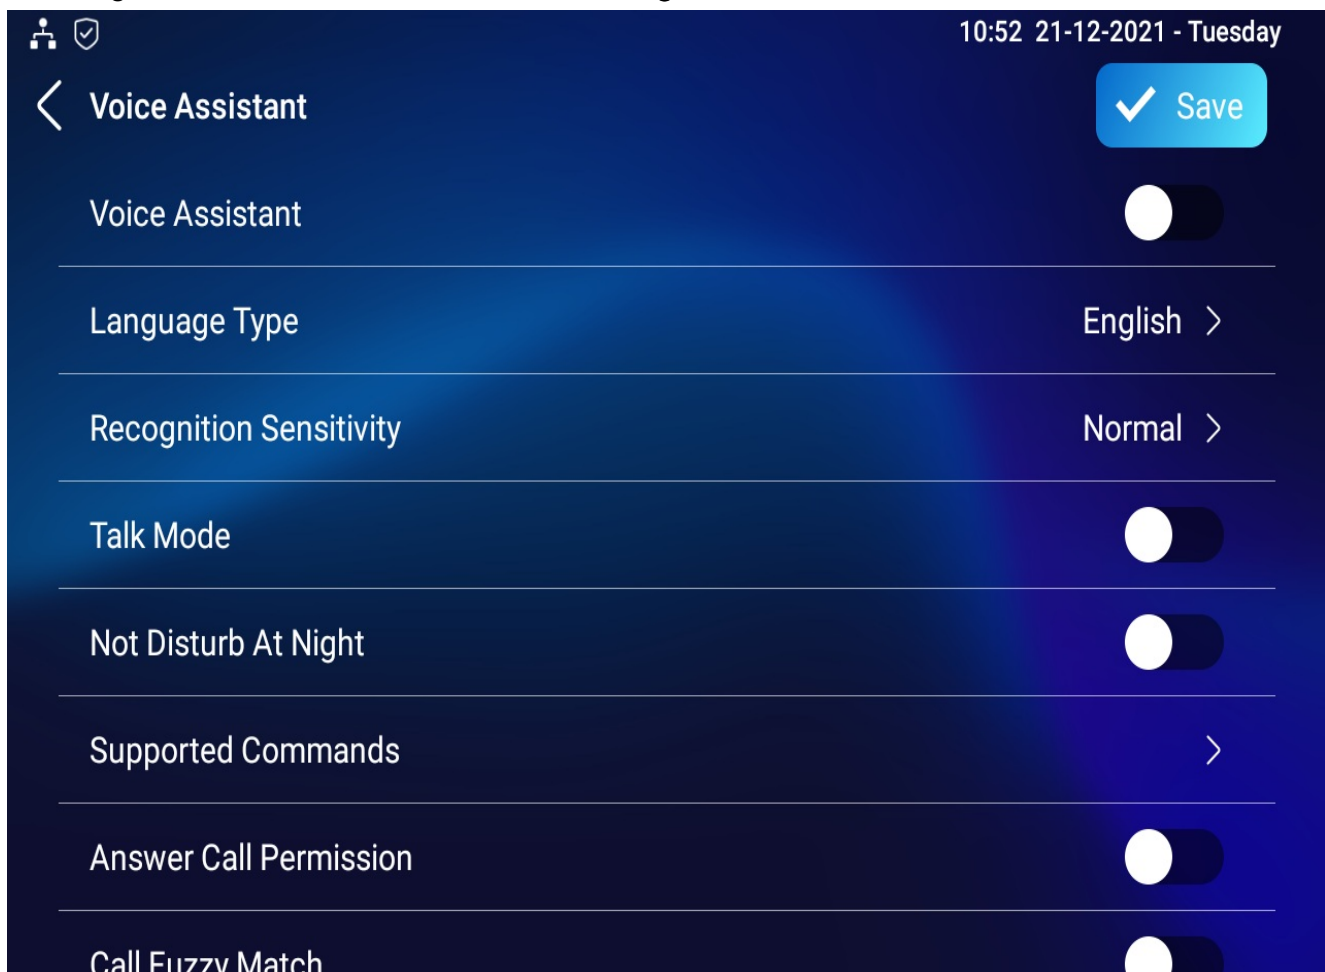 10:52 21-12-2021 - Tuesday
Voice Assistant
Save
Voice Assistant
Language Type
English
Recognition Sensitivity
Normal
Talk Mode
Not Disturb At Night
Supported Commands
Answer Call Permission
Call Fuzzy Match